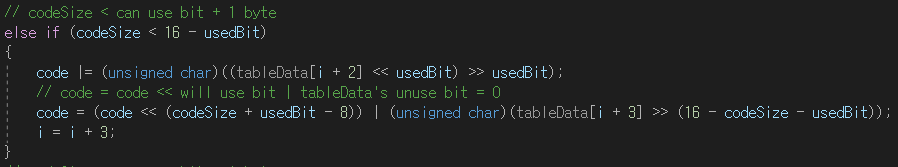 // codeSize < can use bit + 1 byte
else if (codeSize < 16 - usedBit)
{
code |= (unsigned char)((tableData[i + 2] << usedBit) >> usedBit);
// code = code << will use bit | tableData's unuse bit = 0
code = (code << (codeSize + usedBit - 8)) | (unsigned char)(tableData[i + 3] >> (16 - codeSize - usedBit));
i = i + 3;
}